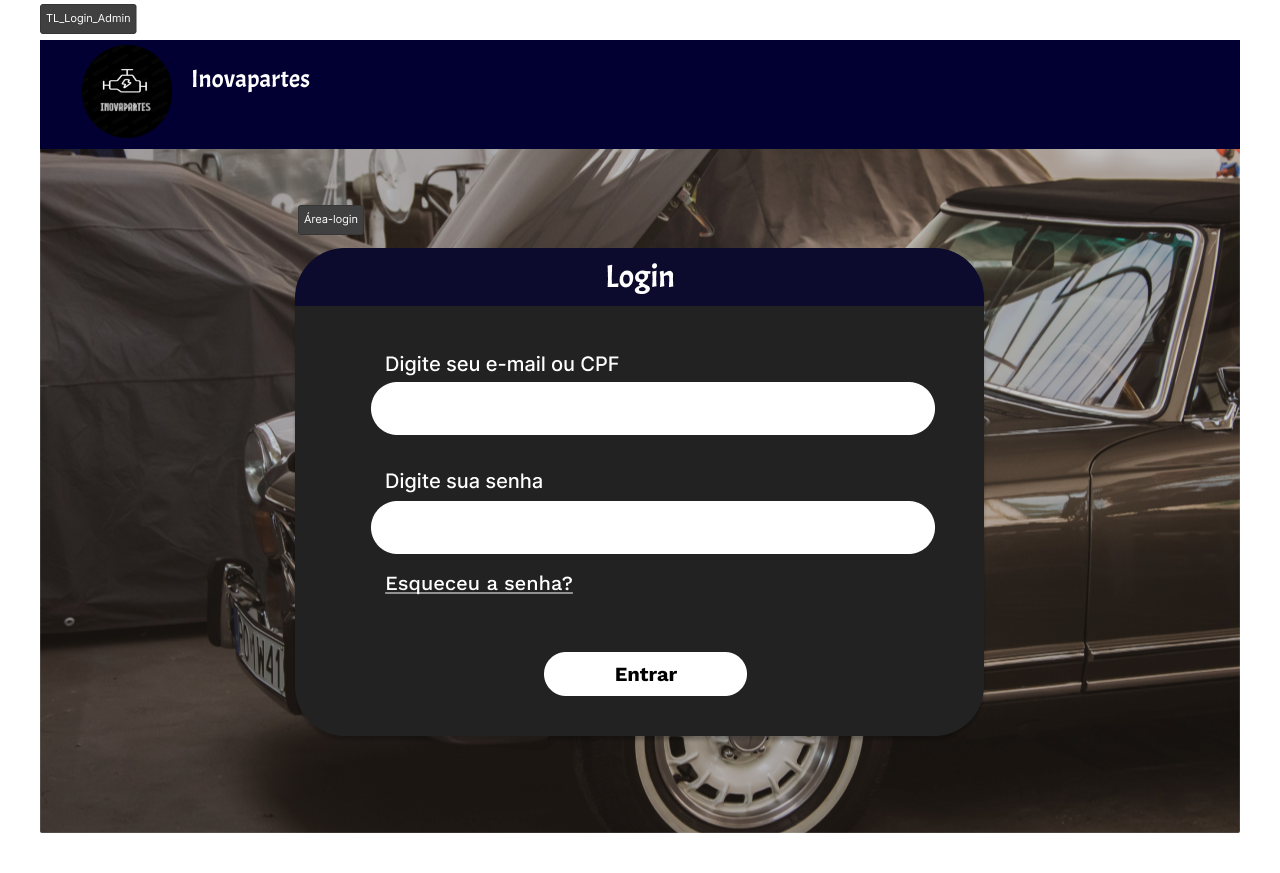 TL_Login_Admin
INOVAPARTES
Inovapartes
Área-login
Login
Digite seu e-mail ou CPF
Digite sua senha
Esqueceu a senha?
Entrar